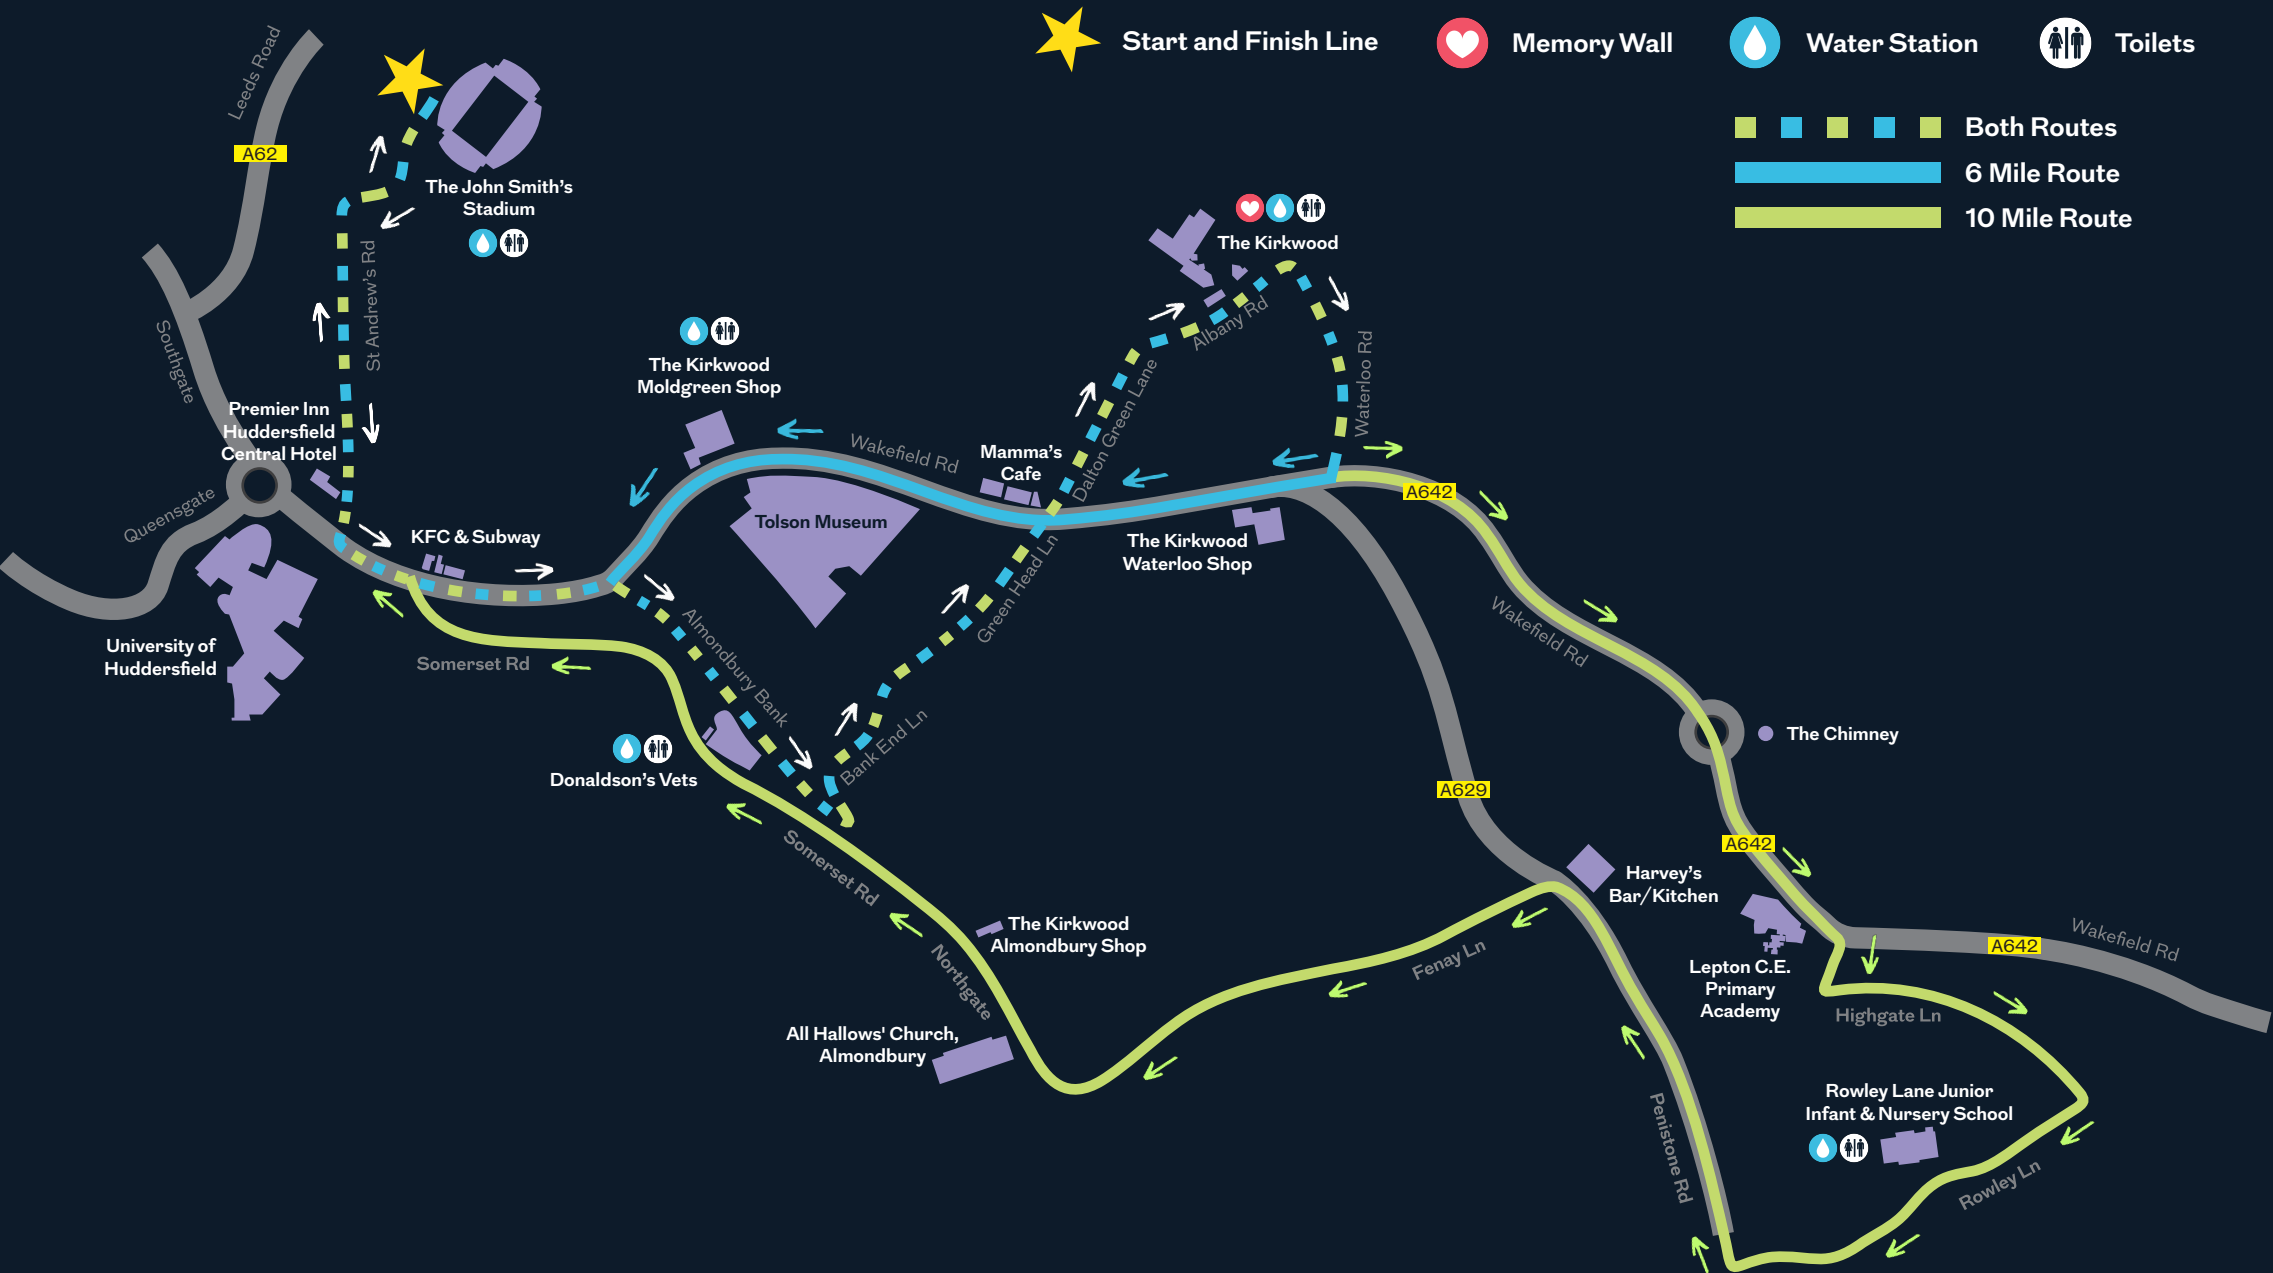 Start and Finish Line
Memory Wall
Water Station
Toilets
Both Routes
6 Mile Route
10 Mile Route
Leeds Road
A62
The John Smith's
Stadium
St Andrew's Rd
Southgate
Premier Inn
Huddersfield
Central Hotel
Queensgate
KFC & Subway
University of
Huddersfield
The Kirkwood
Moldgreen Shop
Wakefield Rd
Tolson Museum
Mamma's
Cafe
The Kirkwood
Albany Rd
Dalton Green Lane
Waterloo Rd
A642
The Kirkwood
Waterloo Shop
Green Head Ln
Almondbury Bank
Bank End Ln
Somerset Rd
Donaldson's Vets
Somerset Rd
Wakefield Rd
The Chimney
A629
A642
Harvey's
Bar/Kitchen
The Kirkwood
Almondbury Shop
Northgate
All Hallows' Church,
Almondbury
Fenay Ln
Lepton C.E.
Primary
Academy
A642
Wakefield Rd
Highgate Ln
Rowley Lane Junior
Infant & Nursery School
Penistone Rd
Rowley Ln